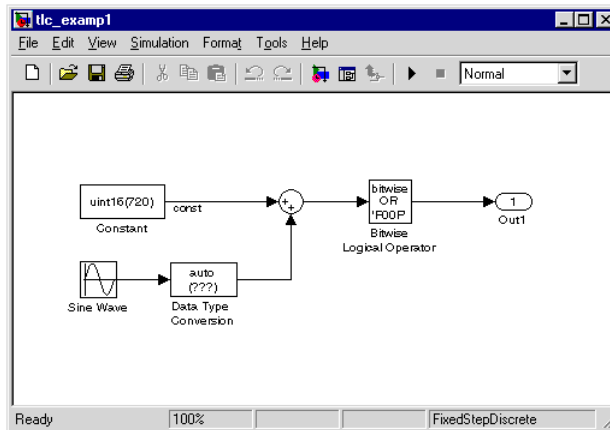 tlc_examp1
File Edit View Simulation Format Tools Help
Normal
uint16(720)
const
Constant
+
+
bitwise
OR
'F00F'
Bitwise
Logical Operator
1
Out1
Sine Wave
auto
(???)
Data Type
Conversion
Ready 100% FixedStepDiscrete